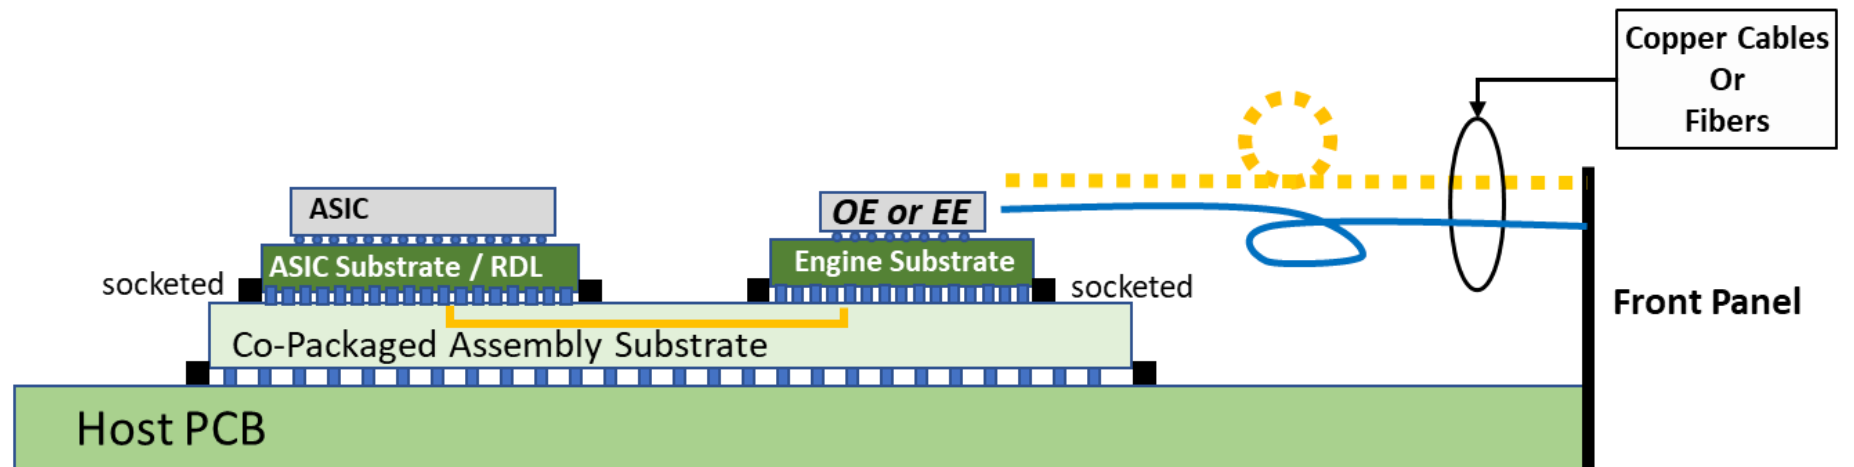 Copper Cables
Or
Fibers
ASIC
OE or EE
ASIC Substrate / RDL
Engine Substrate
socketed
socketed
Front Panel
Co-Packaged Assembly Substrate
Host PCB